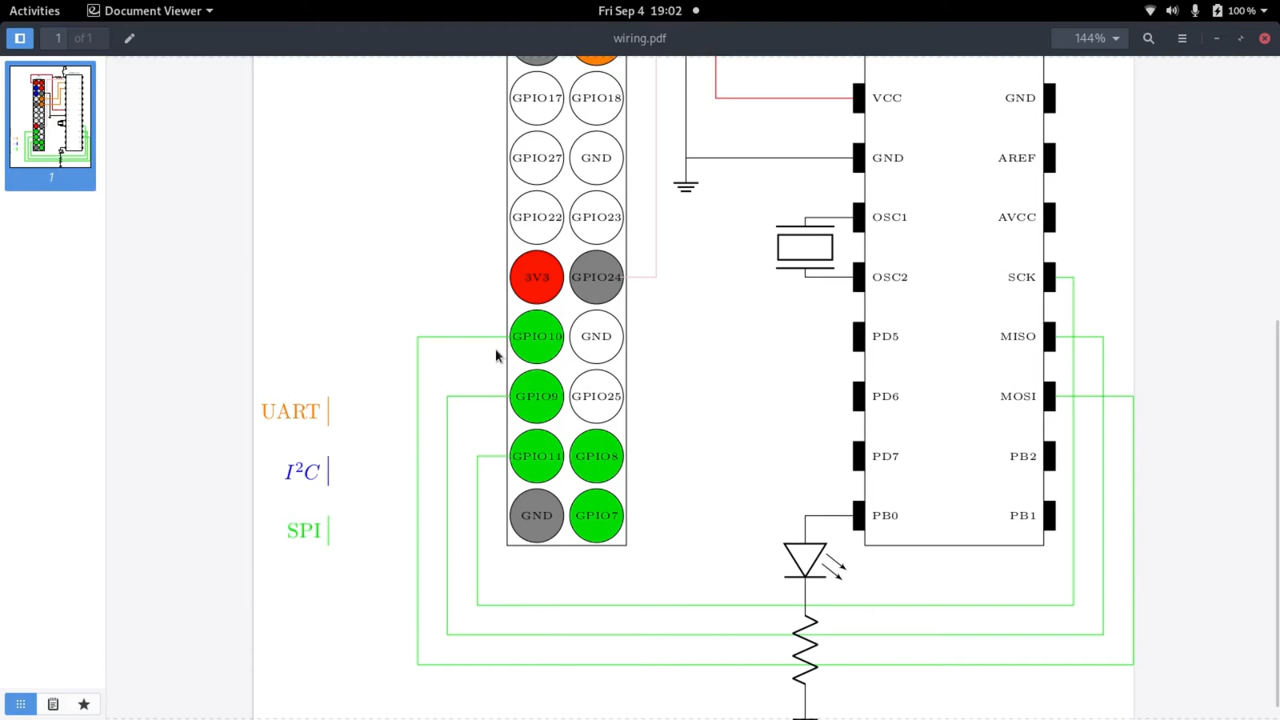 Activities Document Viewer Fri Sep 4 19:02 100 %
1 of 1 wiring.pdf 144%
GPIO17 GPIO18 VCC GND
GPIO27 GND GND AREF
1
GPIO22 GPIO23 OSC1 AVCC
3V3 GPIO24 OSC2 SCK
GPIO10 GND PD5 MISO
GPIO9 GPIO25 PD6 MOSI
UART
GPIO11 GPIO8 PD7 PB2
I²C
GND GPIO7 PB0 PB1
SPI